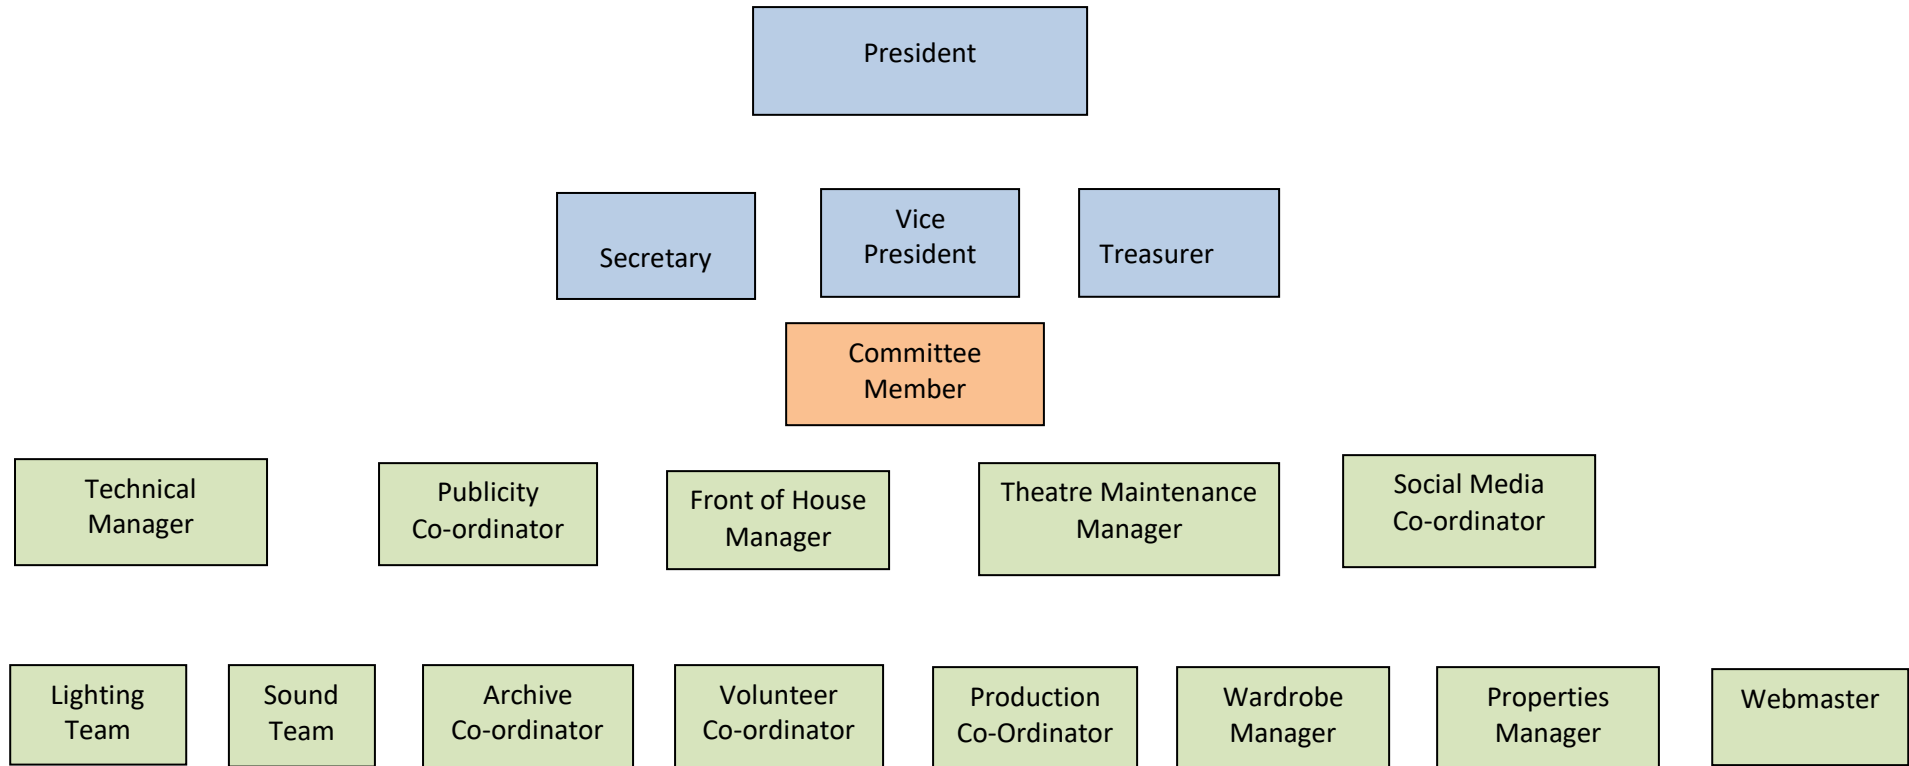 President
Secretary
Vice
President
Treasurer
Committee
Member
Technical
Manager
Publicity
Co-ordinator
Front of House
Manager
Theatre Maintenance
Manager
Social Media
Co-ordinator
Lighting
Team
Sound
Team
Archive
Co-ordinator
Volunteer
Co-ordinator
Production
Co-Ordinator
Wardrobe
Manager
Properties
Manager
Webmaster